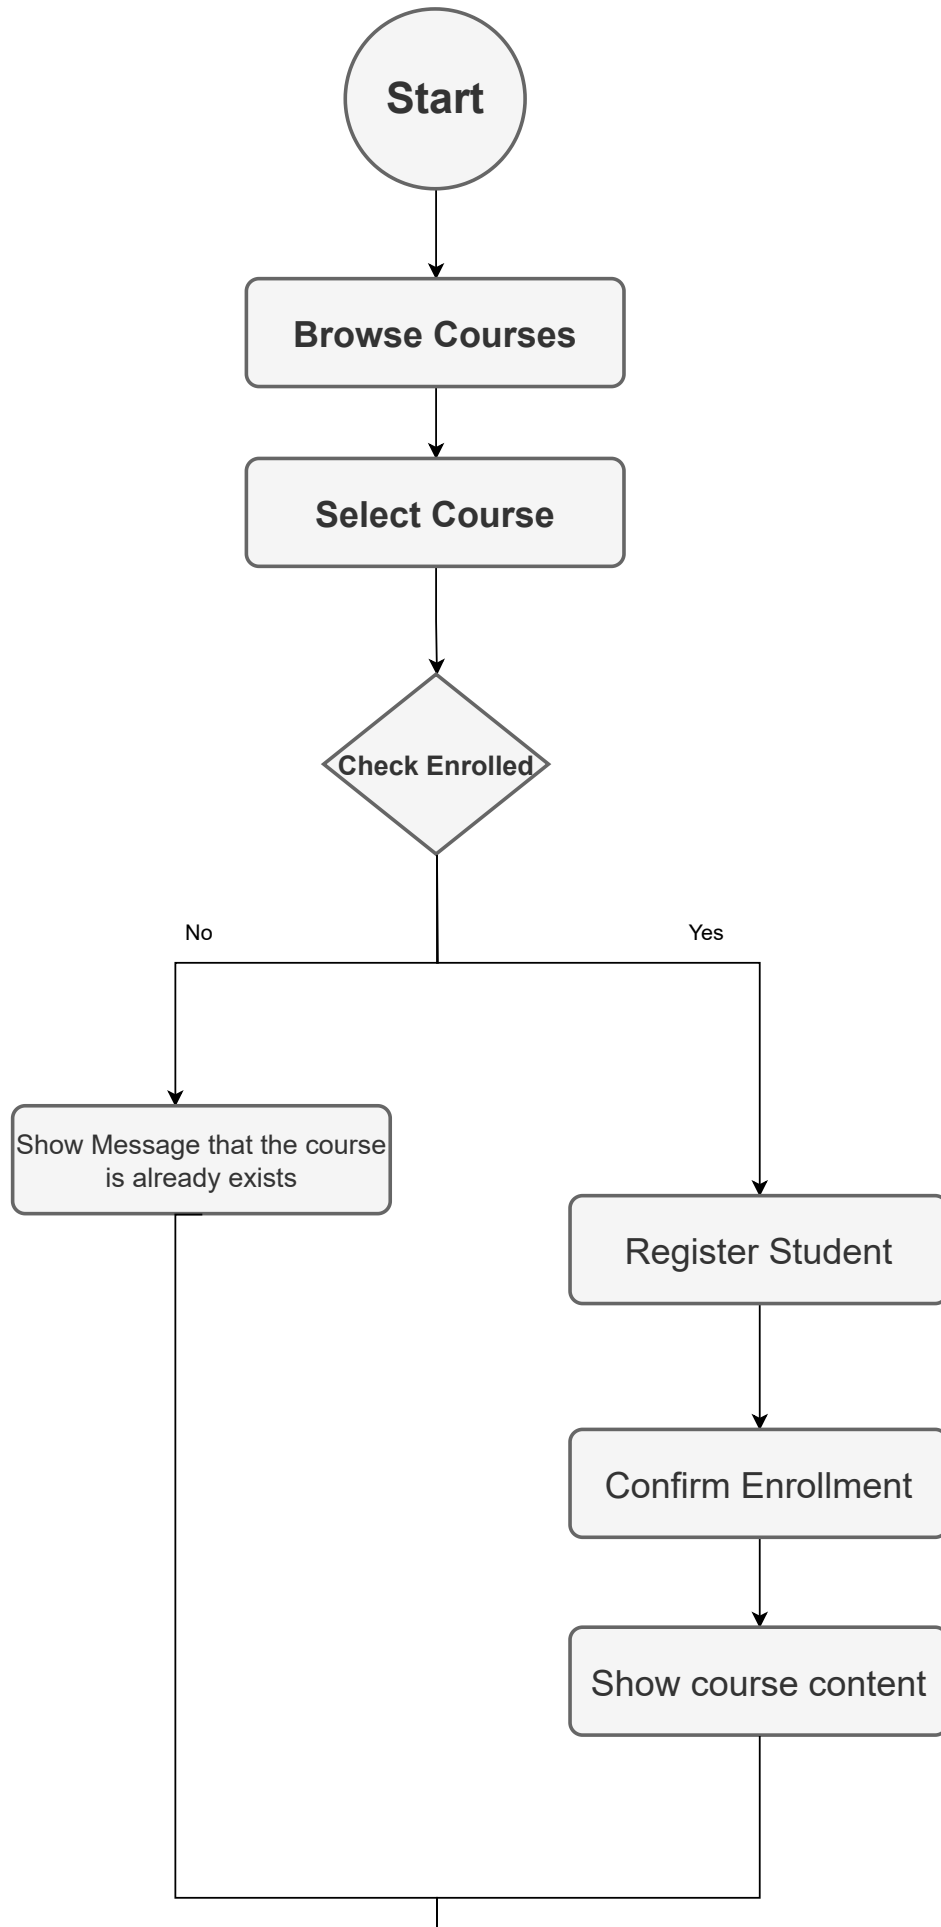 Start
Browse Courses
Select Course
Check Enrolled
No
Yes
Show Message that the course
is already exists
Register Student
Confirm Enrollment
Show course content